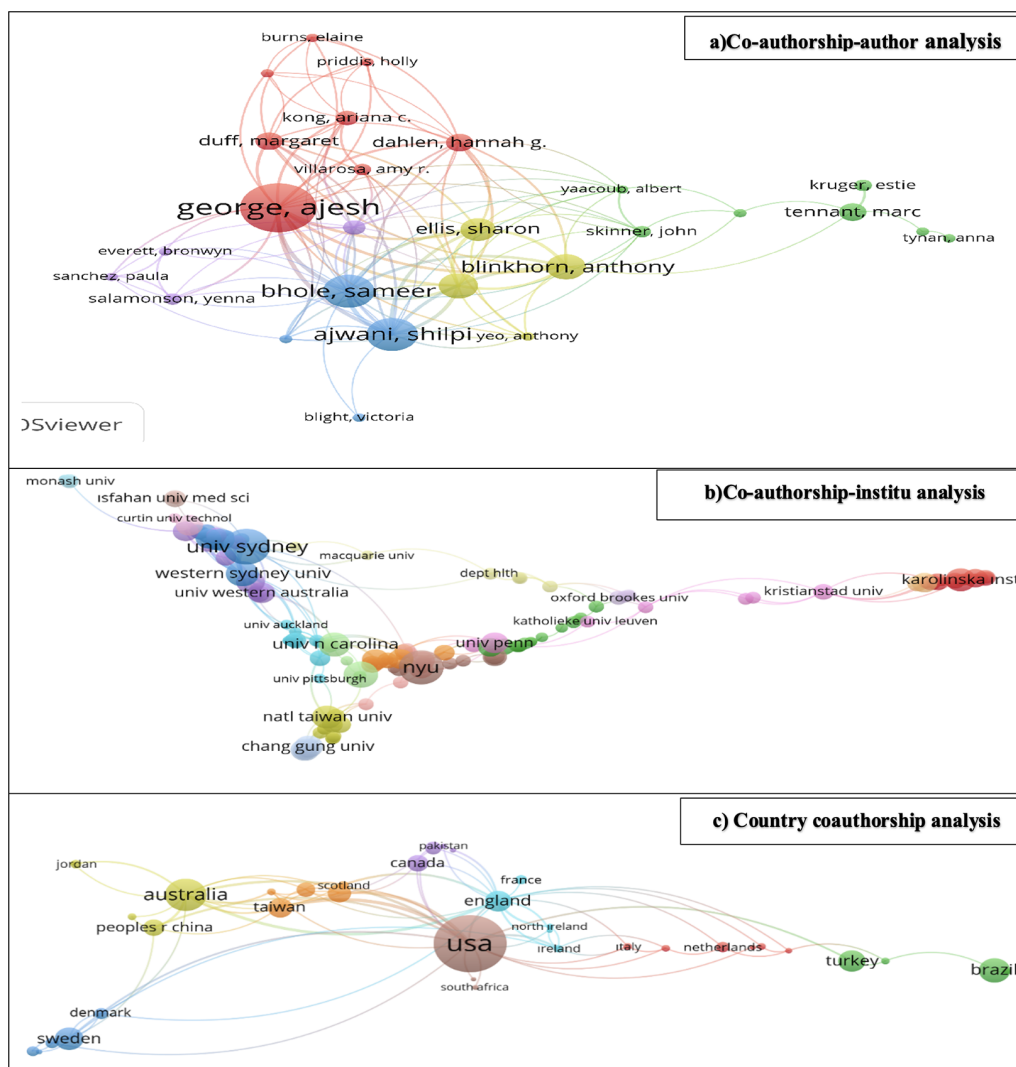 a)Co-authorship-author analysis
burns, elaine
priddis, holly
kong, ariana c.
duff, margaret
dahlen, hannah g.
villarosa, amy r.
yaacoub, albert
kruger, estie
george, ajesh
tennant, marc
ellis, sharon
skinner, john
tynan, anna
everett, bronwyn
blinkhorn, anthony
sanchez, paula
bhole, sameer
salamonson, yenna
ajwani, shilpi
yeo, anthony
blight, victoria
OSviewer
b)Co-authorship-institu analysis
monash univ
ısfahan univ med sci
curtin univ technol
univ sydney
macquarie univ
western sydney univ
dept hlth
karolinska inst
univ western australia
oxford brookes univ
kristianstad univ
univ auckland
katholieke univ leuven
univ n carolina
univ penn
nyu
univ pittsburgh
natl taiwan univ
chang gung univ
c) Country coauthorship analysis
pakistan
jordan
canada
france
scotland
australia
england
taiwan
peoples r china
north ireland
usa
ıreland
ıtaly
netherlands
turkey
brazil
south africa
denmark
sweden